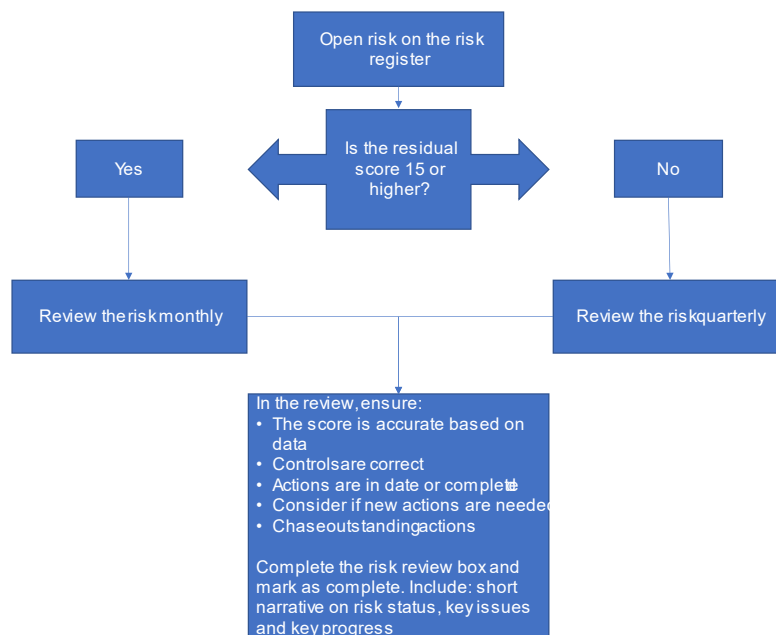 Open risk on the risk
register
Is the residual
score 15 or
higher?
Yes
No
Review the risk monthly
Review the risk quarterly
In the review, ensure:
• The score is accurate based on
data
• Controls are correct
• Actions are in date or completed
• Consider if new actions are needed
• Chase outstanding actions
Complete the risk review box and
mark as complete. Include: short
narrative on risk status, key issues
and key progress